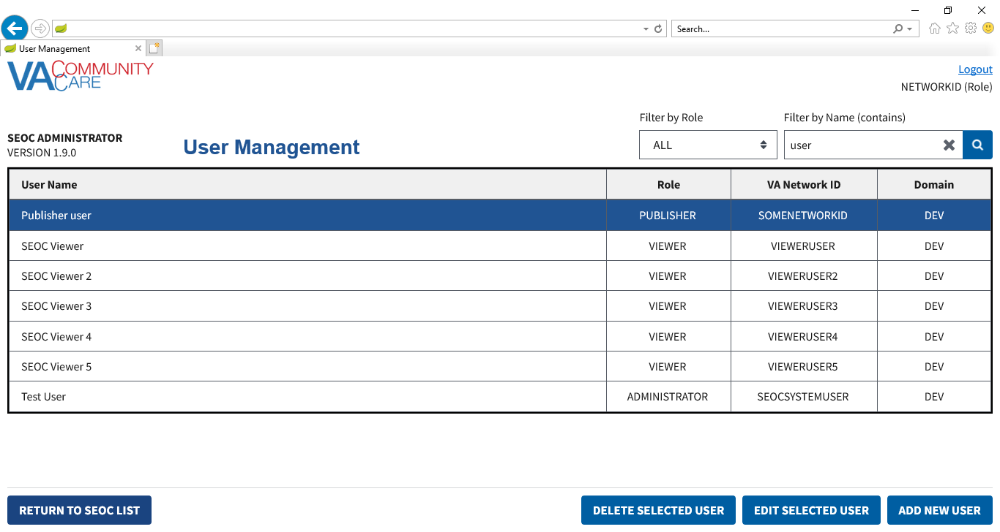 Search...
User Management
VA COMMUNITY CARE
Logout
NETWORKID (Role)
Filter by Role
Filter by Name (contains)
SEOC ADMINISTRATOR
VERSION 1.9.0
User Management
ALL
user
User Name Role VA Network ID Domain
Publisher user PUBLISHER SOMENETWORKID DEV
SEOC Viewer VIEWER VIEWERUSER DEV
SEOC Viewer 2 VIEWER VIEWERUSER2 DEV
SEOC Viewer 3 VIEWER VIEWERUSER3 DEV
SEOC Viewer 4 VIEWER VIEWERUSER4 DEV
SEOC Viewer 5 VIEWER VIEWERUSER5 DEV
Test User ADMINISTRATOR SEOCSYSTEMUSER DEV
RETURN TO SEOC LIST
DELETE SELECTED USER
EDIT SELECTED USER
ADD NEW USER